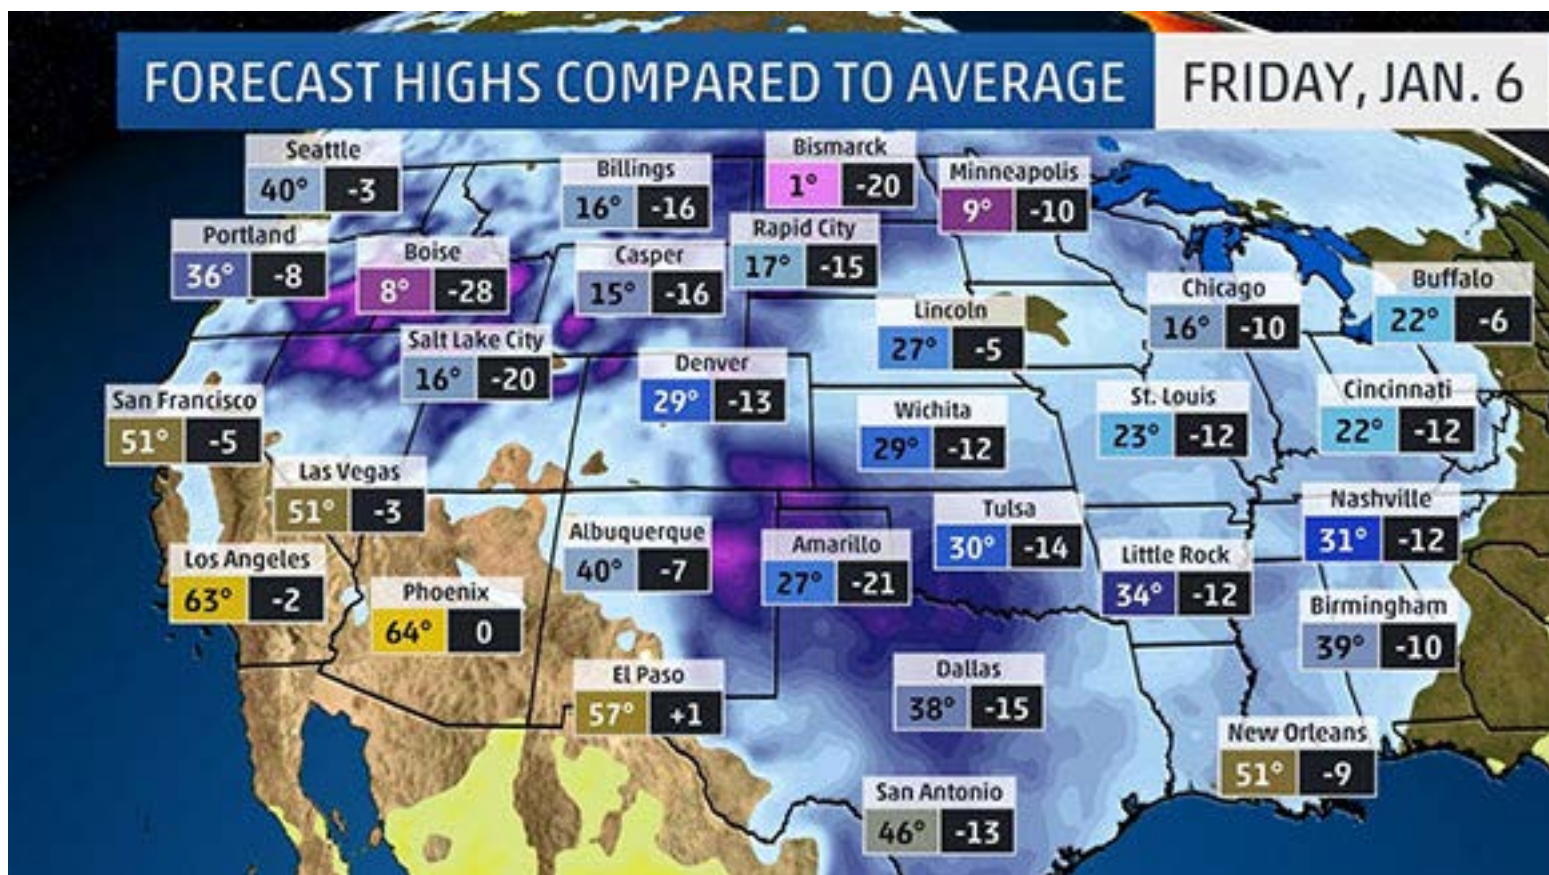 FORECAST HIGHS COMPARED TO AVERAGE
FRIDAY, JAN. 6
Seattle
40° -3
Billings
16° -16
Bismarck
1° -20
Minneapolis
9° -10
Portland
36° -8
Boise
8° -28
Casper
15° -16
Rapid City
17° -15
Lincoln
27° -5
Chicago
16° -10
Buffalo
22° -6
Salt Lake City
16° -20
Denver
29° -13
San Francisco
51° -5
Wichita
29° -12
St. Louis
23° -12
Cincinnati
22° -12
Las Vegas
51° -3
Albuquerque
40° -7
Amarillo
27° -21
Tulsa
30° -14
Little Rock
34° -12
Nashville
31° -12
Los Angeles
63° -2
Phoenix
64° 0
Birmingham
39° -10
El Paso
57° +1
Dallas
38° -15
New Orleans
51° -9
San Antonio
46° -13